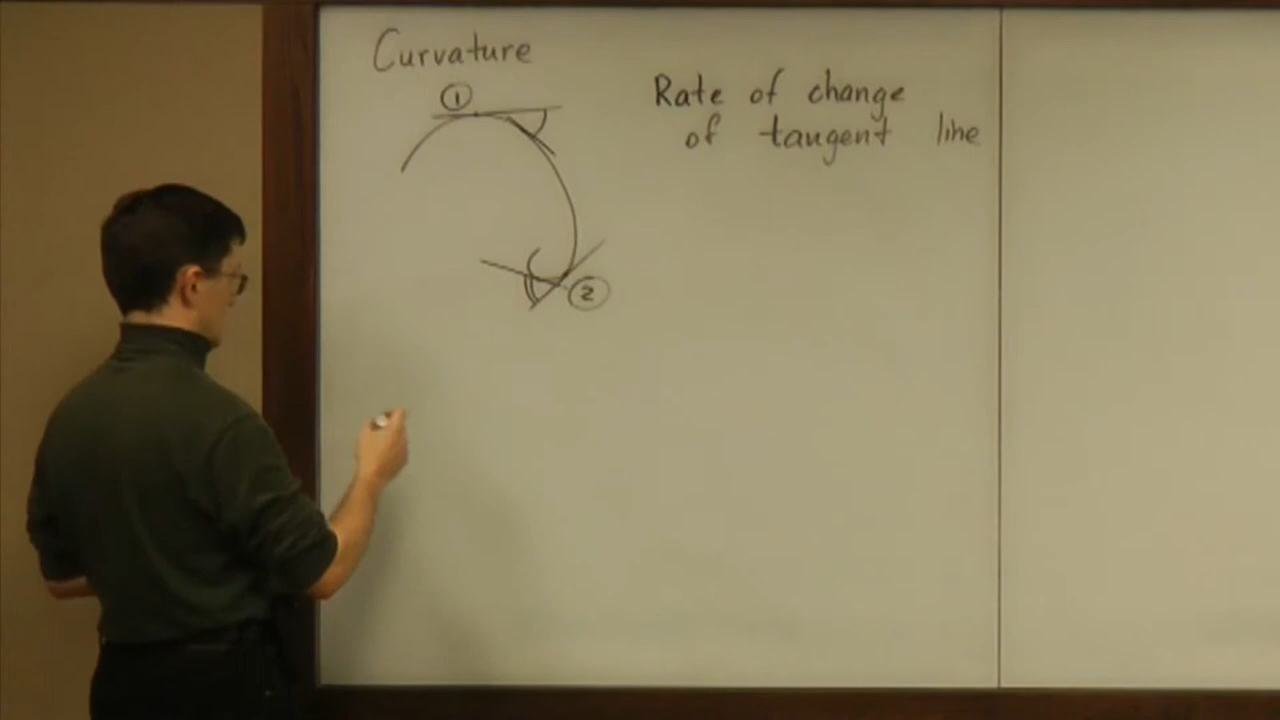 Curvature
①
Rate of change
of tangent line
②